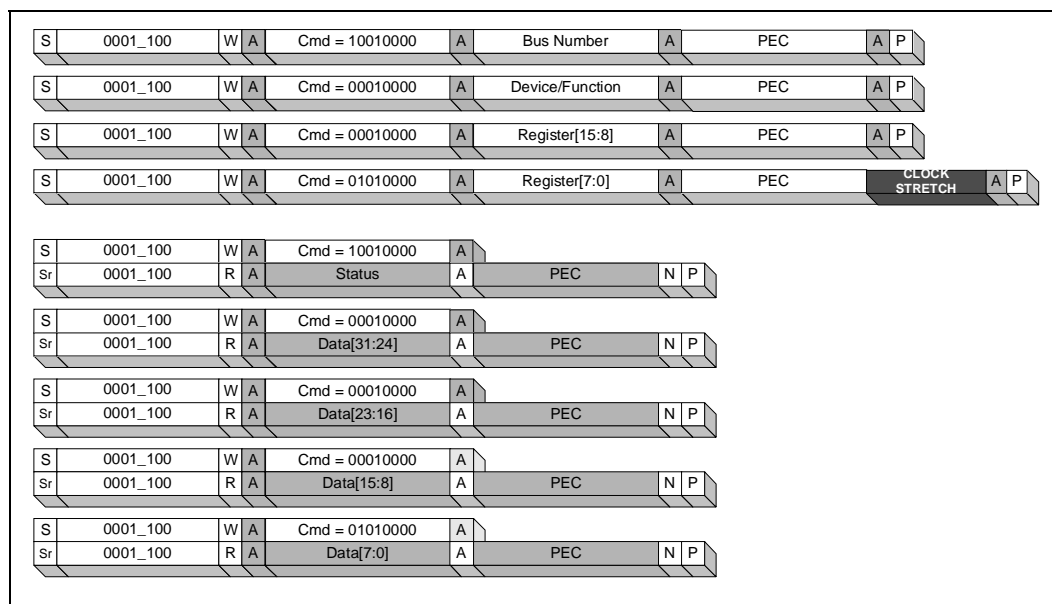 S 0001_100 W A Cmd = 10010000 A Bus Number A PEC A P
S 0001_100 W A Cmd = 00010000 A Device/Function A PEC A P
S 0001_100 W A Cmd = 00010000 A Register[15:8] A PEC A P
S 0001_100 W A Cmd = 01010000 A Register[7:0] A PEC CLOCK STRETCH A P
S 0001_100 W A Cmd = 10010000 A
Sr 0001_100 R A Status A PEC N P
S 0001_100 W A Cmd = 00010000 A
Sr 0001_100 R A Data[31:24] A PEC N P
S 0001_100 W A Cmd = 00010000 A
Sr 0001_100 R A Data[23:16] A PEC N P
S 0001_100 W A Cmd = 00010000 A
Sr 0001_100 R A Data[15:8] A PEC N P
S 0001_100 W A Cmd = 01010000 A
Sr 0001_100 R A Data[7:0] A PEC N P